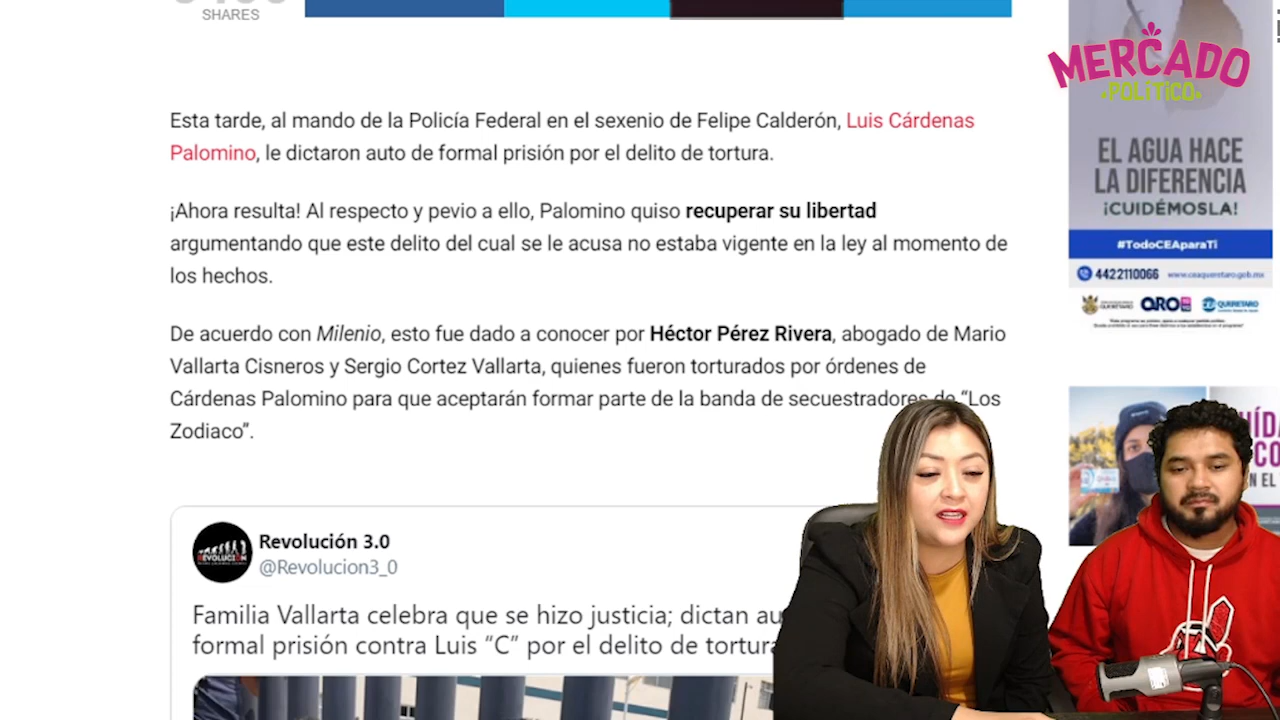 SHARES
MERCADO
POLÍTICO
Esta tarde, al mando de la Policía Federal en el sexenio de Felipe Calderón, Luis Cárdenas
Palomino, le dictaron auto de formal prisión por el delito de tortura.
¡Ahora resulta! Al respecto y pevio a ello, Palomino quiso recuperar su libertad
argumentando que este delito del cual se le acusa no estaba vigente en la ley al momento de
los hechos.
De acuerdo con Milenio, esto fue dado a conocer por Héctor Pérez Rivera, abogado de Mario
Vallarta Cisneros y Sergio Cortez Vallarta, quienes fueron torturados por órdenes de
Cárdenas Palomino para que aceptarán formar parte de la banda de secuestradores de “Los
Zodiaco”.
Revolución 3.0
@Revolucion3_0
Familia Vallarta celebra que se hizo justicia; dictan au
formal prisión contra Luis “C” por el delito de tortura
EL AGUA HACE
LA DIFERENCIA
¡CUIDÉMOSLA!
#TodoCEAparaTi
4422110066 www.ceaqueretaro.gob.mx
QRO QUERETARO
N EL